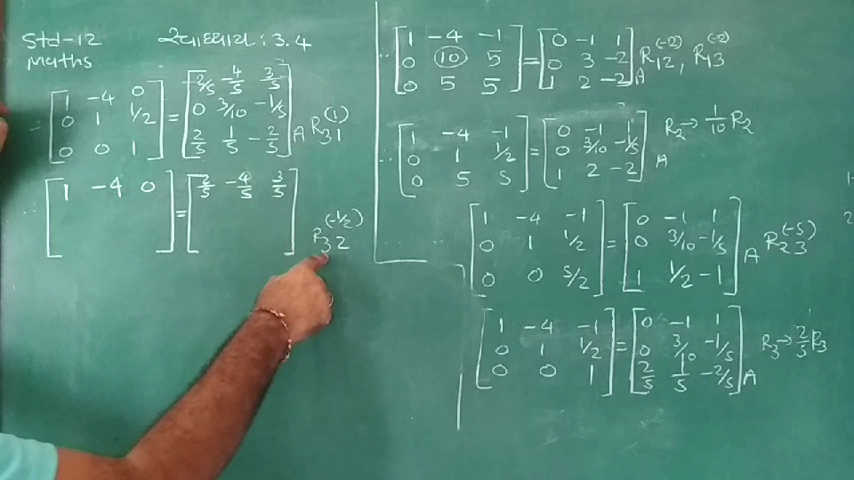 Std-12 સ્વાધ્યાય : 3.4
Maths
∴ [1 -4 0; 0 1 1/2; 0 0 1] = [2/5 -4/5 3/5; 0 3/10 -1/5; 2/5 1/5 -2/5] A R31^(1)
∴ [1 -4 0] = [2/5 -4/5 3/5] R32^(-1/2)
∴ [1 -4 -1; 0 10 5; 0 5 5] = [0 -1 1; 0 3 -2; 1 2 -2] A R12^(-2), R13^(-2)
∴ [1 -4 -1; 0 1 1/2; 0 5 5] = [0 -1 1; 0 3/10 -1/5; 1 2 -2] A R2 → 1/10 R2
[1 -4 -1; 0 1 1/2; 0 0 5/2] = [0 -1 1; 0 3/10 -1/5; 1 1/2 -1] A R23^(-5)
[1 -4 -1; 0 1 1/2; 0 0 1] = [0 -1 1; 0 3/10 -1/5; 2/5 1/5 -2/5] A R3 → 2/5 R3